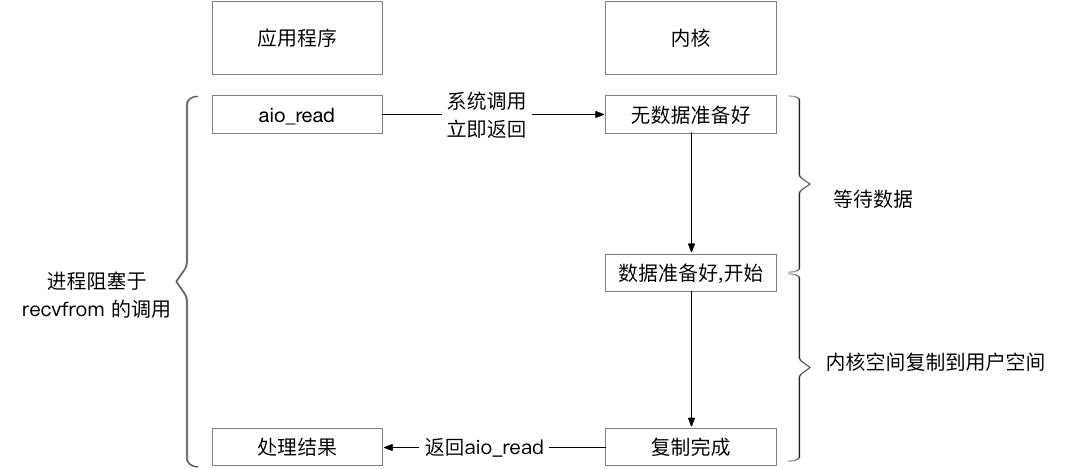 应用程序
内核
aio_read
系统调用
立即返回
无数据准备好
等待数据
数据准备好,开始
进程阻塞于
recvfrom 的调用
内核空间复制到用户空间
处理结果
返回aio_read
复制完成